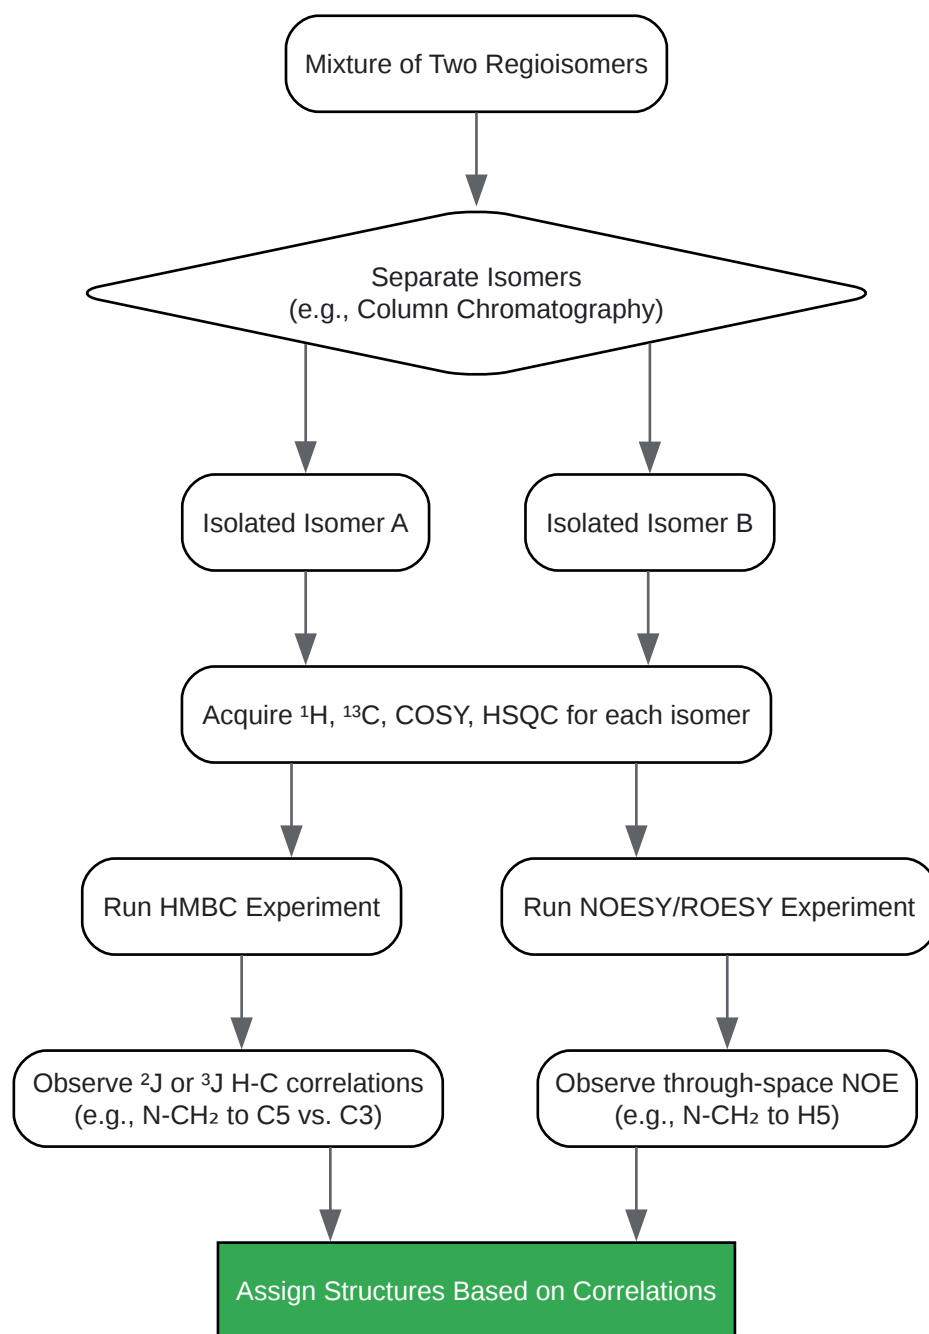 Mixture of Two Regioisomers
Separate Isomers
(e.g., Column Chromatography)
Isolated Isomer A
Isolated Isomer B
Acquire ¹H, ¹³C, COSY, HSQC for each isomer
Run HMBC Experiment
Run NOESY/ROESY Experiment
Observe ²J or ³J H-C correlations
(e.g., N-CH₂ to C5 vs. C3)
Observe through-space NOE
(e.g., N-CH₂ to H5)
Assign Structures Based on Correlations